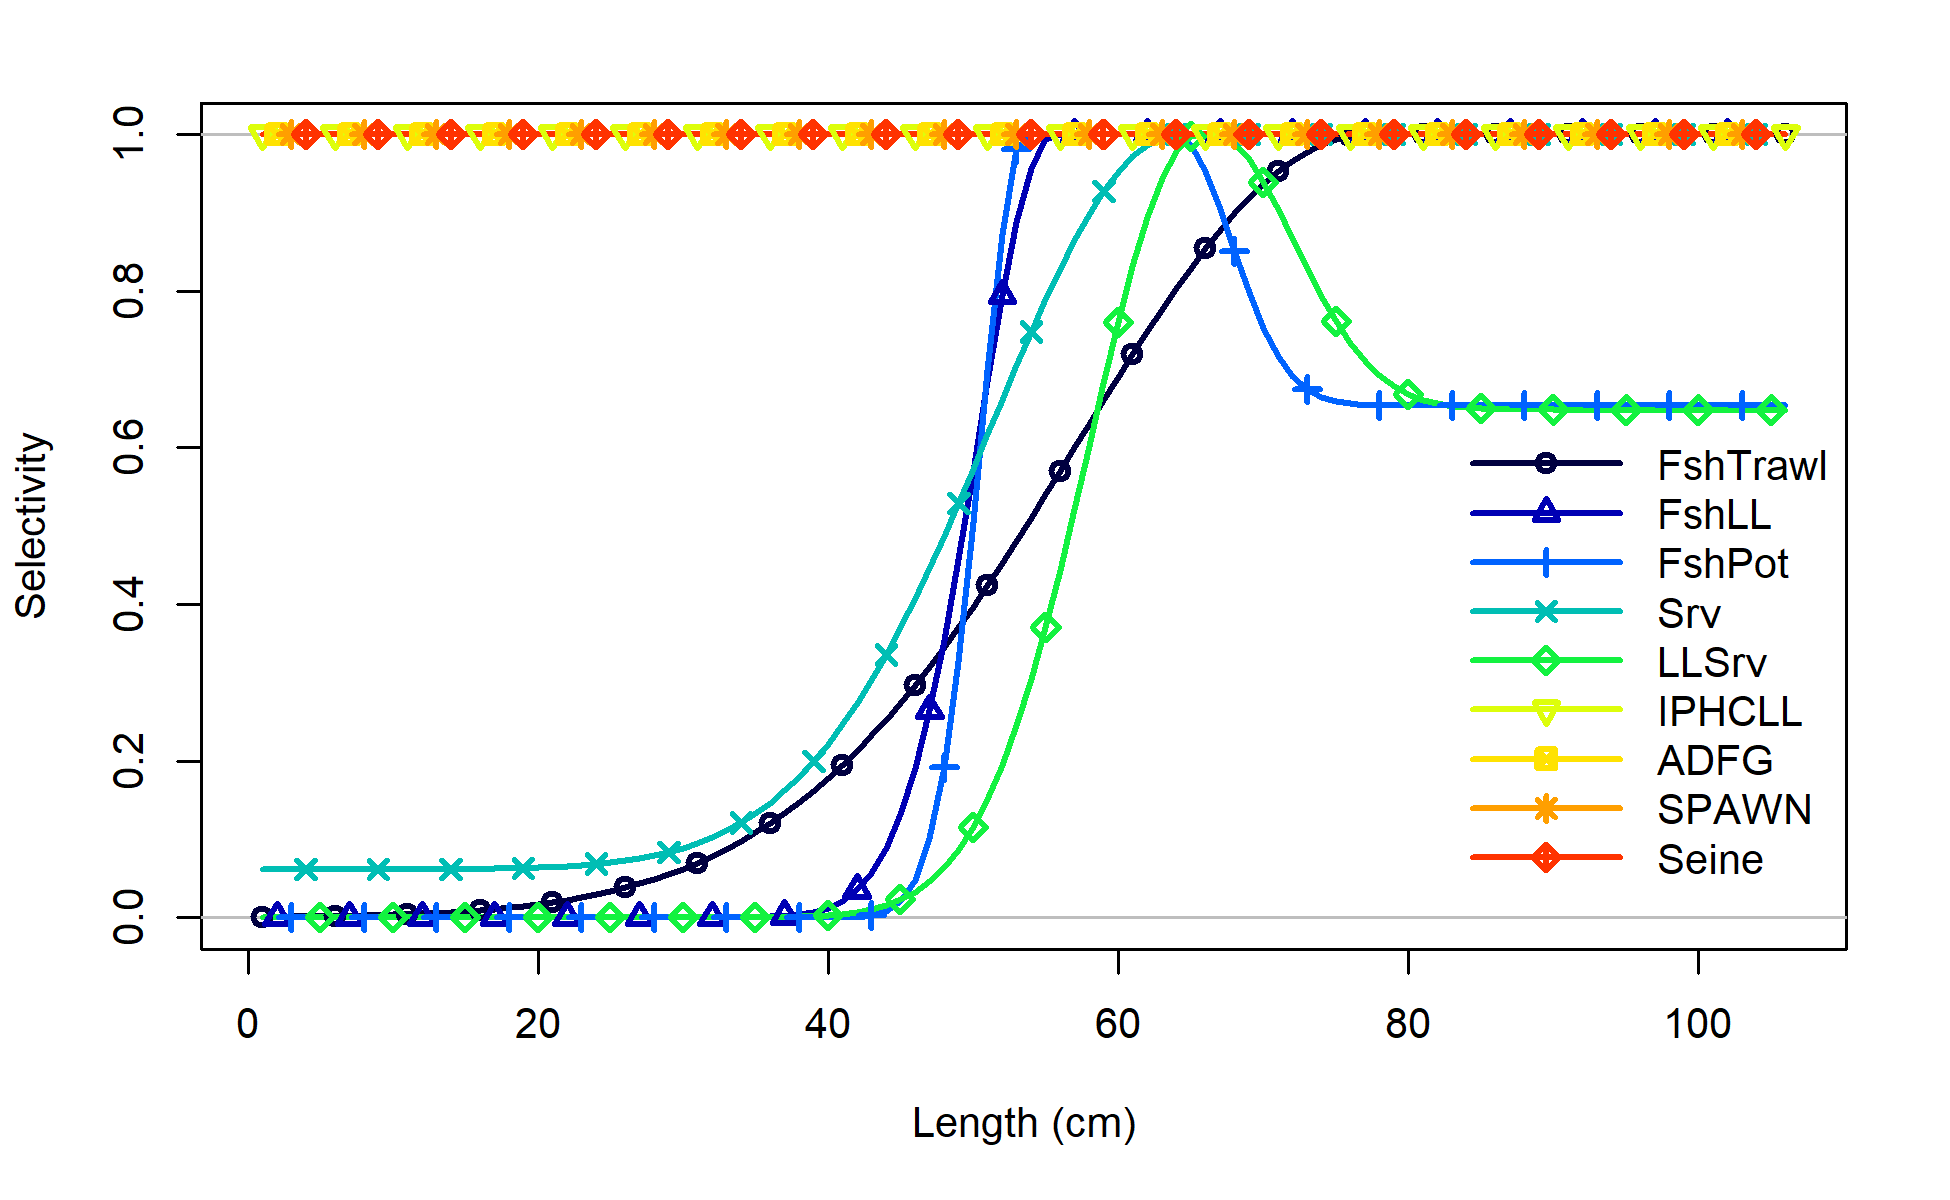 Selectivity
1.0
0.8
0.6
0.4
0.2
0.0
0 20 40 60 80 100
Length (cm)
FshTrawl
FshLL
FshPot
Srv
LLSrv
IPHCLL
ADFG
SPAWN
Seine